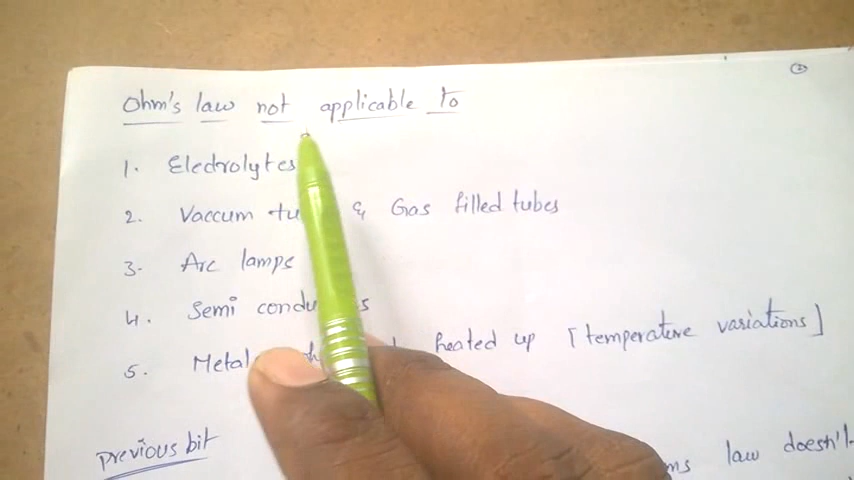 2
Ohm's law not applicable to
1. Electrolytes
2. Vaccum & Gas filled tubes
3. Arc lamps
4. Semi
5. heated up [temperature variations]
previous bit law doesn't